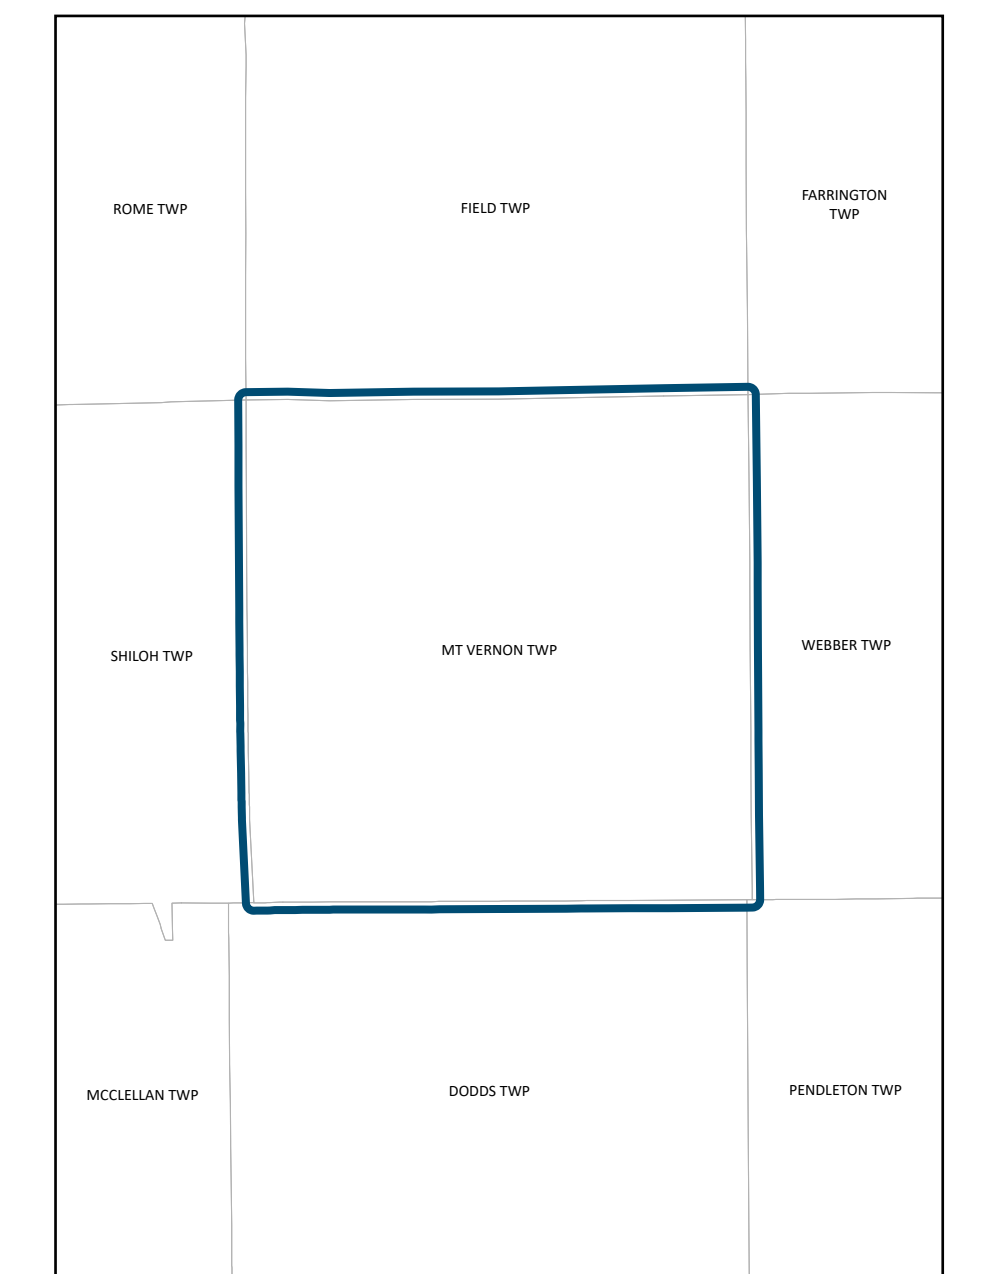 ROME TWP
FIELD TWP
FARRINGTON
TWP
SHILOH TWP
MT VERNON TWP
WEBBER TWP
MCCLELLAN TWP
DODDS TWP
PENDLETON TWP